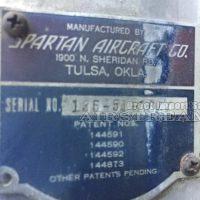 MANUFACTURED BY
SPARTAN AIRCRAFT CO.
1900 N. SHERIDAN RD.
TULSA, OKLA.
SERIAL NO.
PATENT NOS.
144591
144590
144592
144873
OTHER PATENTS PENDING